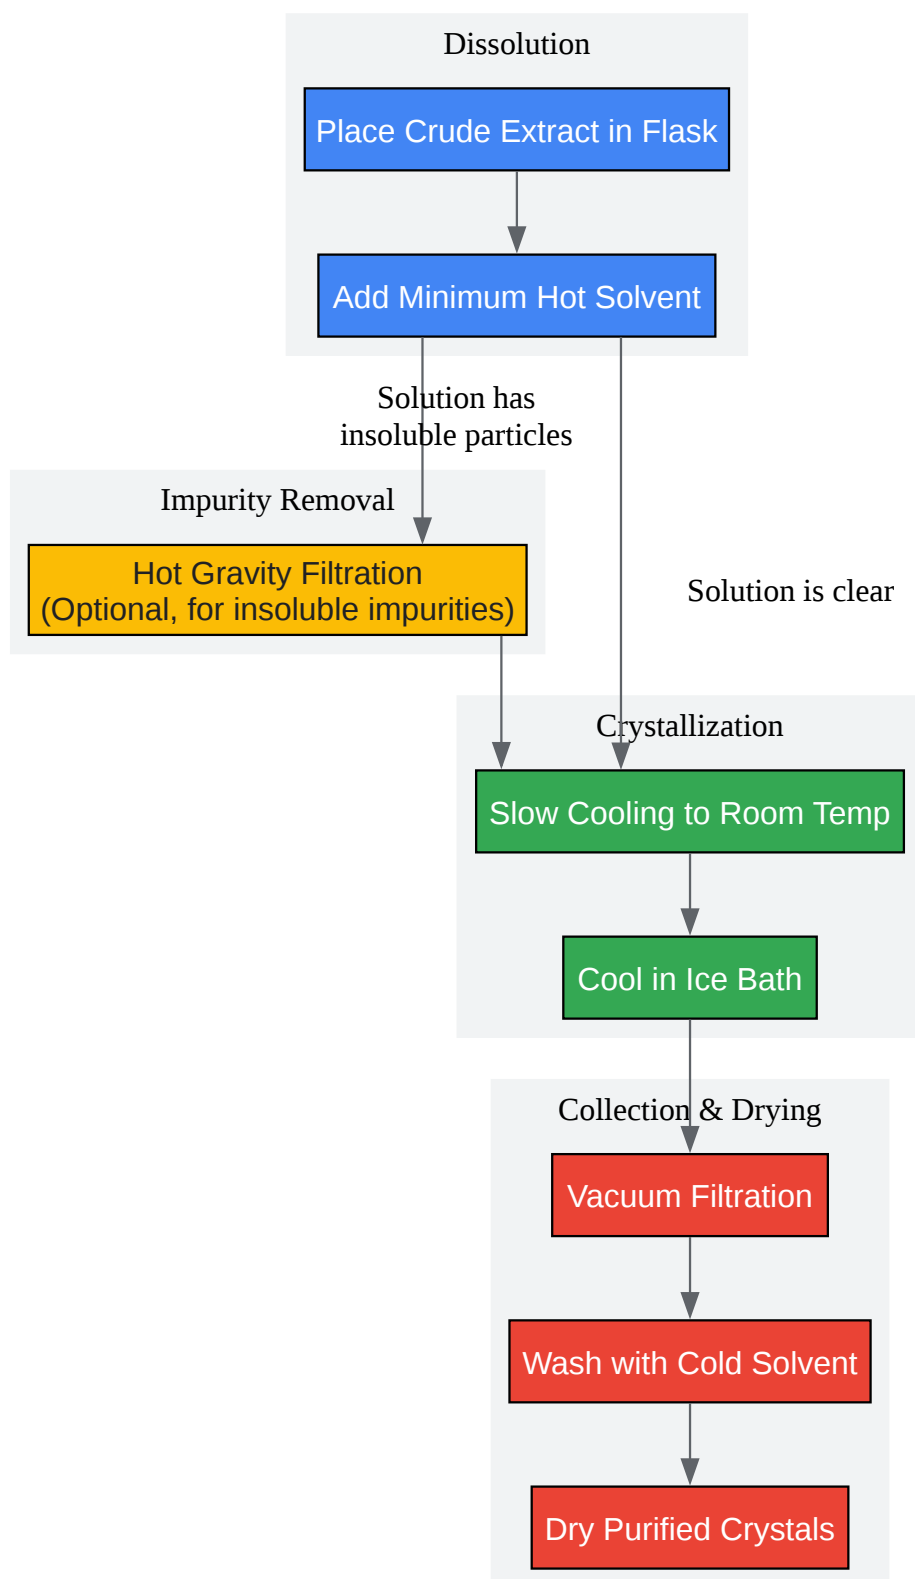 Dissolution
Place Crude Extract in Flask
Add Minimum Hot Solvent
Solution has
insoluble particles
Impurity Removal
Hot Gravity Filtration
(Optional, for insoluble impurities)
Solution is clear
Crystallization
Slow Cooling to Room Temp
Cool in Ice Bath
Collection & Drying
Vacuum Filtration
Wash with Cold Solvent
Dry Purified Crystals